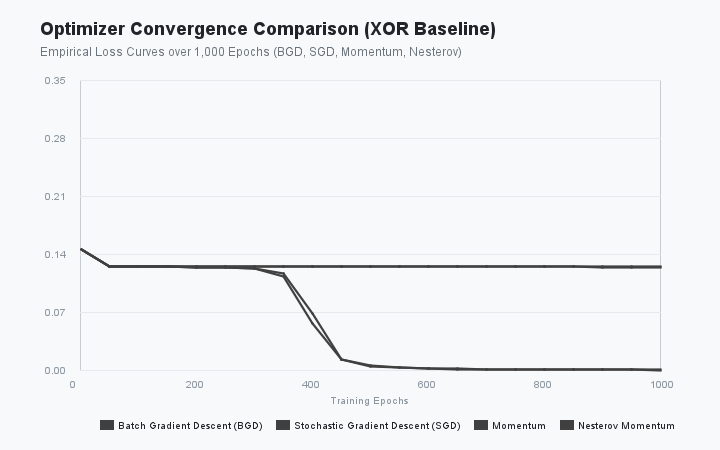 Optimizer Convergence Comparison (XOR Baseline)
Empirical Loss Curves over 1,000 Epochs (BGD, SGD, Momentum, Nesterov)
0.35
0.28
0.21
0.14
0.07
0.00
0 200 400 600 800 1000
Training Epochs
Batch Gradient Descent (BGD) Stochastic Gradient Descent (SGD) Momentum Nesterov Momentum